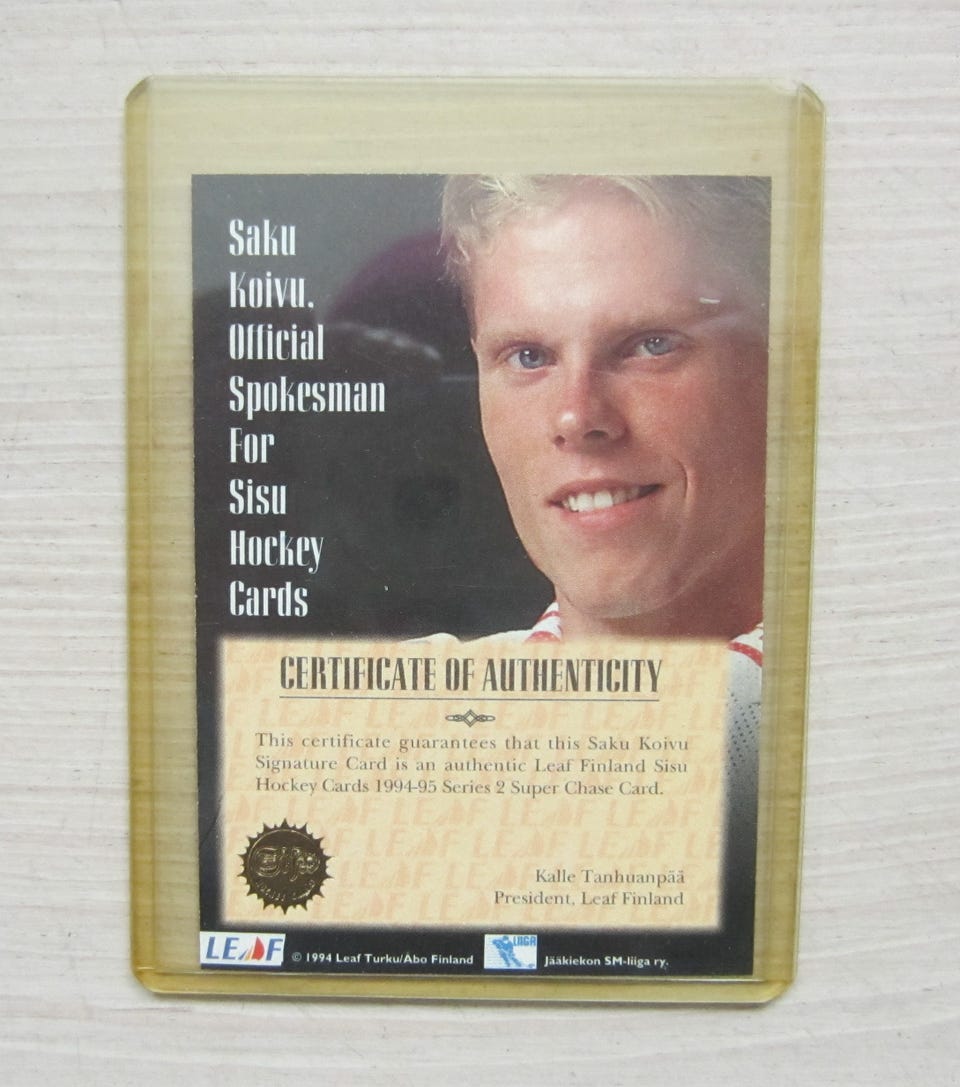 Saku
Koivu,
Official
Spokesman
For
Sisu
Hockey
Cards
CERTIFICATE OF AUTHENTICITY
This certificate guarantees that this Saku Koivu
Signature Card is an authentic Leaf Finland Sisu
Hockey Cards 1994-95 Series 2 Super Chase Card.
Sisu
Kalle Tanhuanpää
President, Leaf Finland
LEAF
© 1994 Leaf Turku/Åbo Finland
LIIGA
Jääkiekon SM-liiga ry.